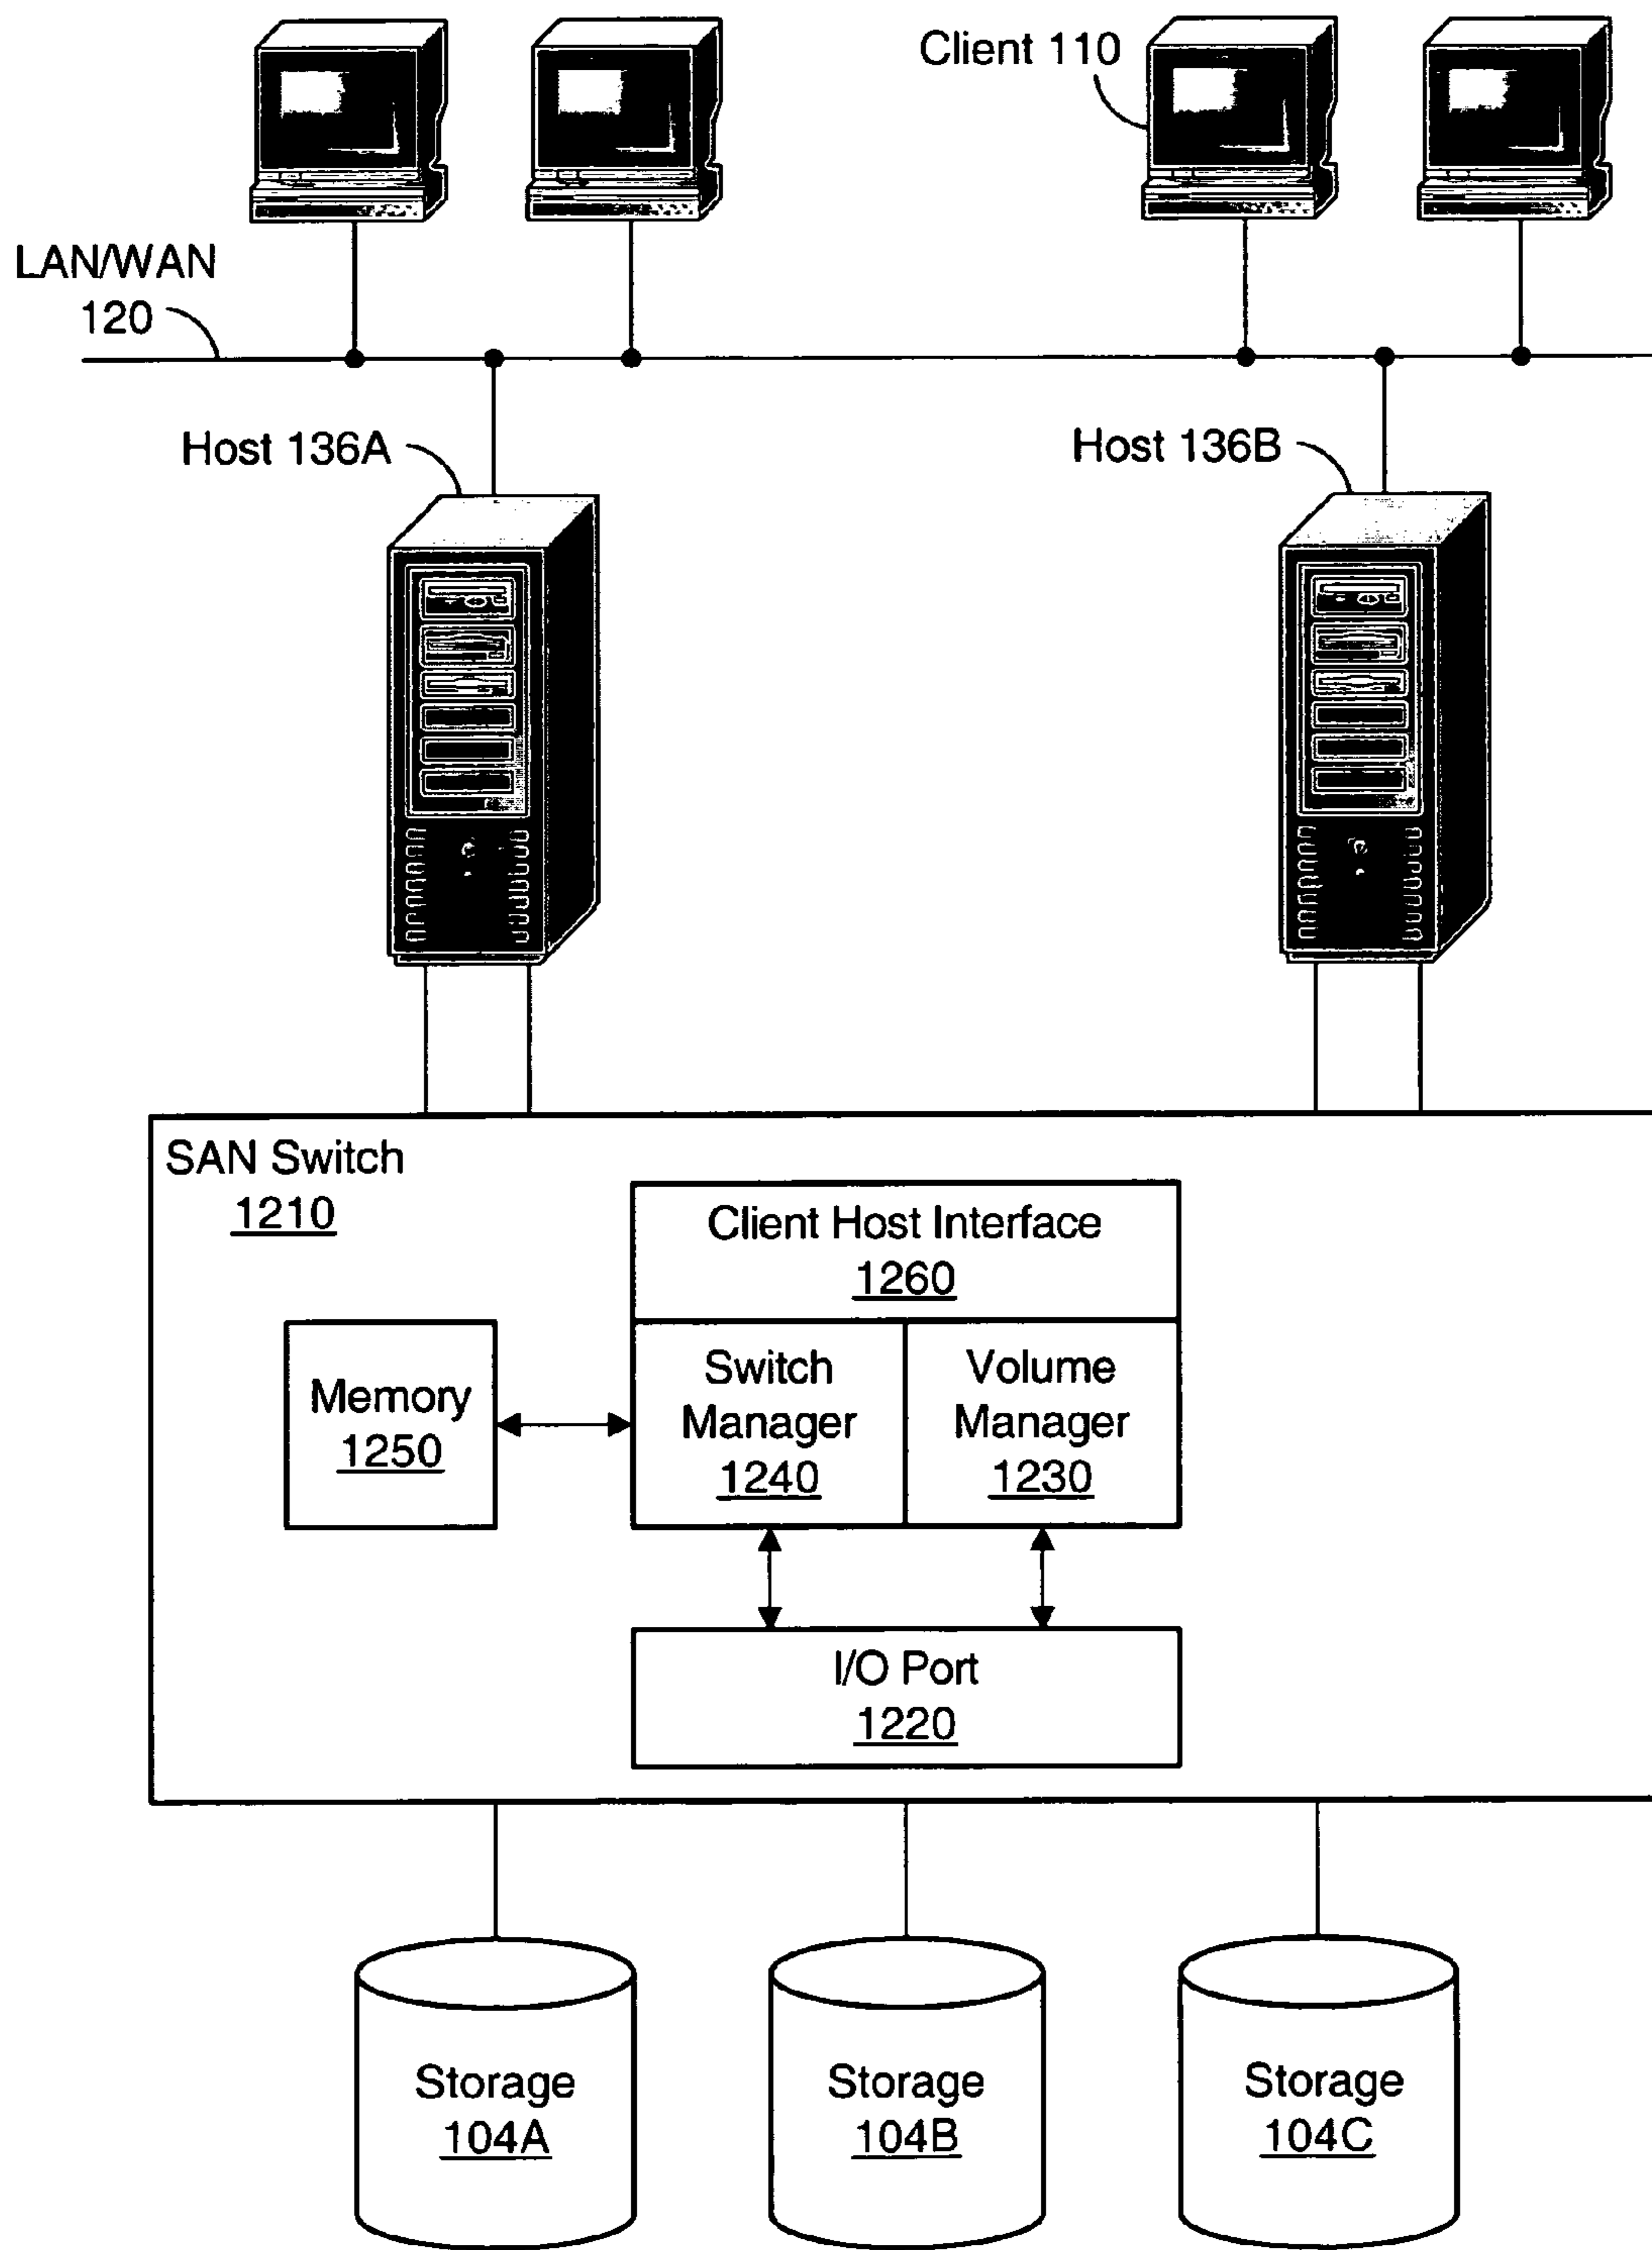 Client 110
LAN/WAN
120
Host 136A
Host 136B
SAN Switch
1210
Client Host Interface
1260
Memory
1250
Switch
Manager
1240
Volume
Manager
1230
I/O Port
1220
Storage
104A
Storage
104B
Storage
104C